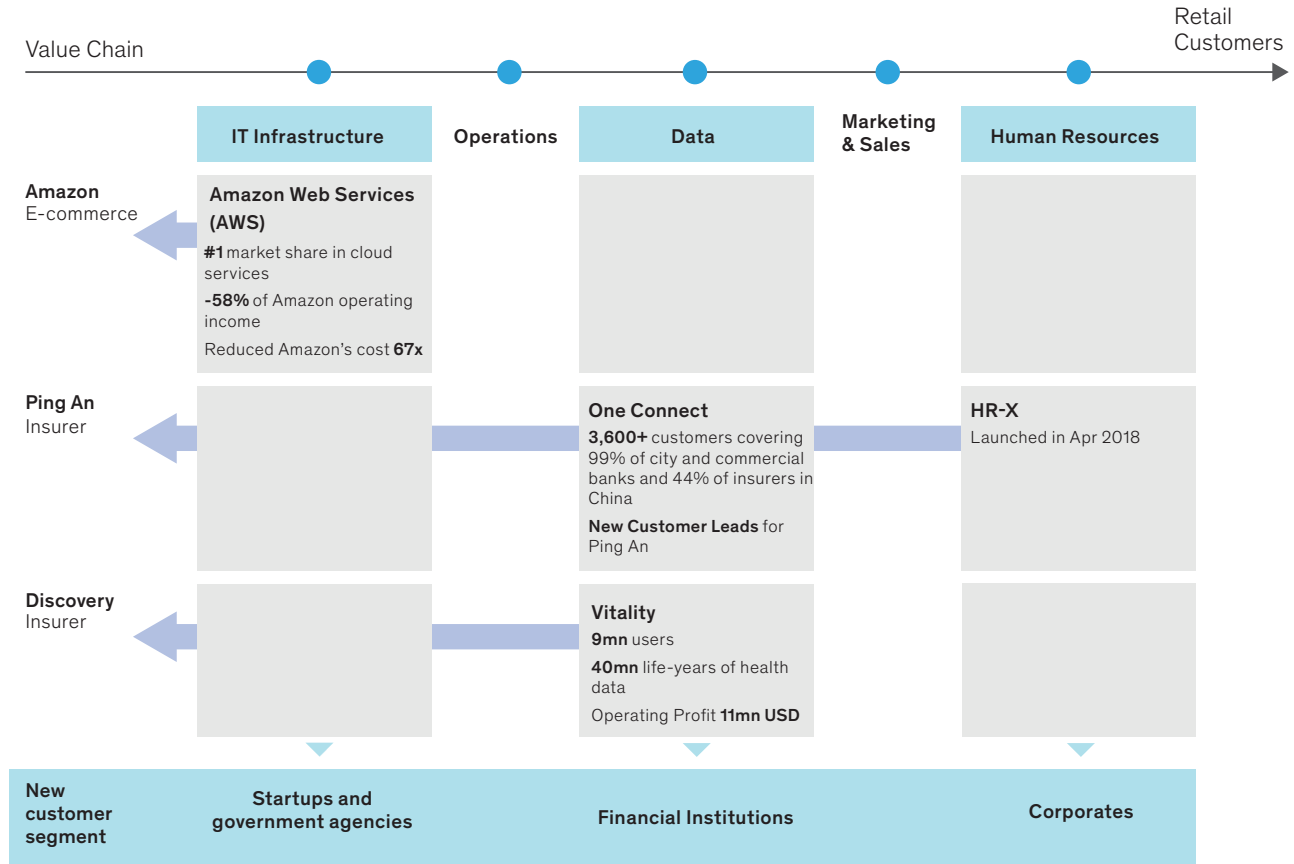 Value Chain
Retail
Customers
IT Infrastructure
Operations
Data
Marketing
& Sales
Human Resources
Amazon
E-commerce
Amazon Web Services
(AWS)
#1 market share in cloud
services
-58% of Amazon operating
income
Reduced Amazon's cost 67x
Ping An
Insurer
One Connect
3,600+ customers covering
99% of city and commercial
banks and 44% of insurers in
China
New Customer Leads for
Ping An
HR-X
Launched in Apr 2018
Discovery
Insurer
Vitality
9mn users
40mn life-years of health
data
Operating Profit 11mn USD
New
customer
segment
Startups and
government agencies
Financial Institutions
Corporates